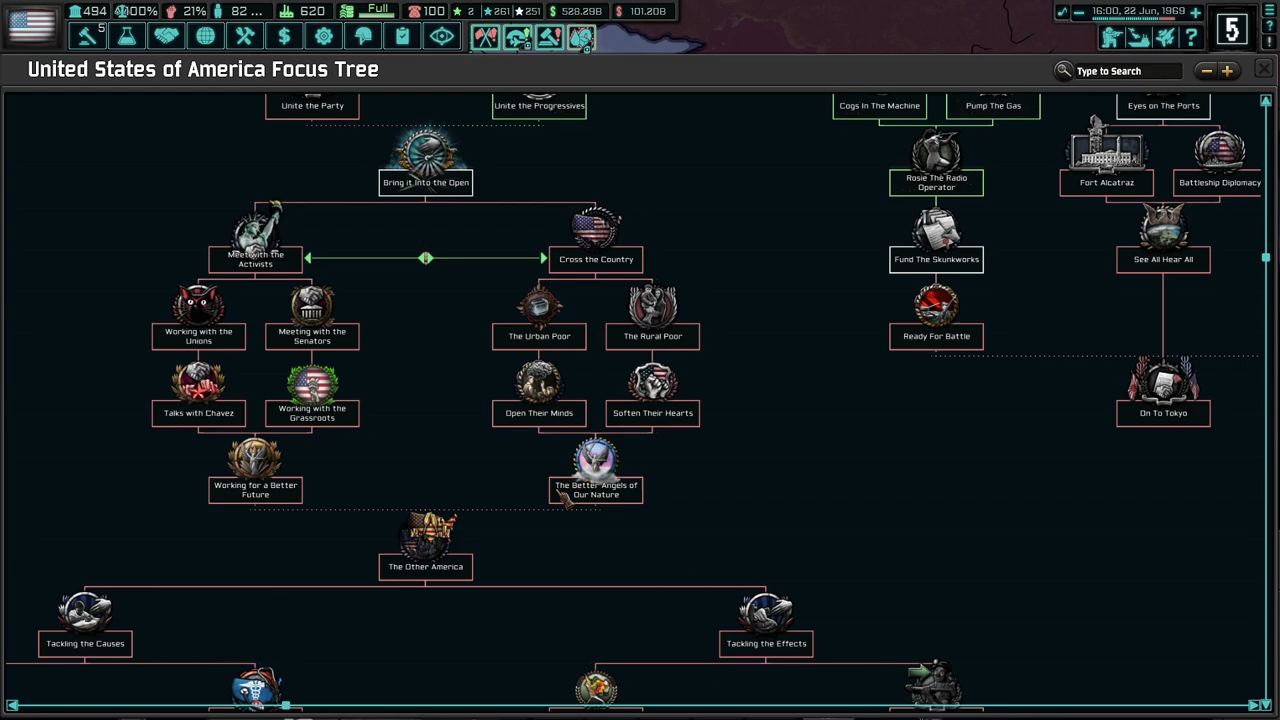 494
100%
21%
82 ...
620
Full
100
2
261
251
$ 528.29B
$ 101.20B
16:00, 22 Jun, 1969
5
5
United States of America Focus Tree
Type to Search
Unite the Party
Unite the Progressives
Cogs In The Machine
Pump The Gas
Eyes on The Ports
Bring it Into the Open
Rosie The Radio
Operator
Fort Alcatraz
Battleship Diplomacy
Meet with the
Activists
Cross the Country
Fund The Skunkworks
See All Hear All
Working with the
Unions
Meeting with the
Senators
The Urban Poor
The Rural Poor
Ready For Battle
Talks with Chavez
Working with the
Grassroots
Open Their Minds
Soften Their Hearts
On To Tokyo
Working for a Better
Future
The Better Angels of
Our Nature
The Other America
Tackling the Causes
Tackling the Effects